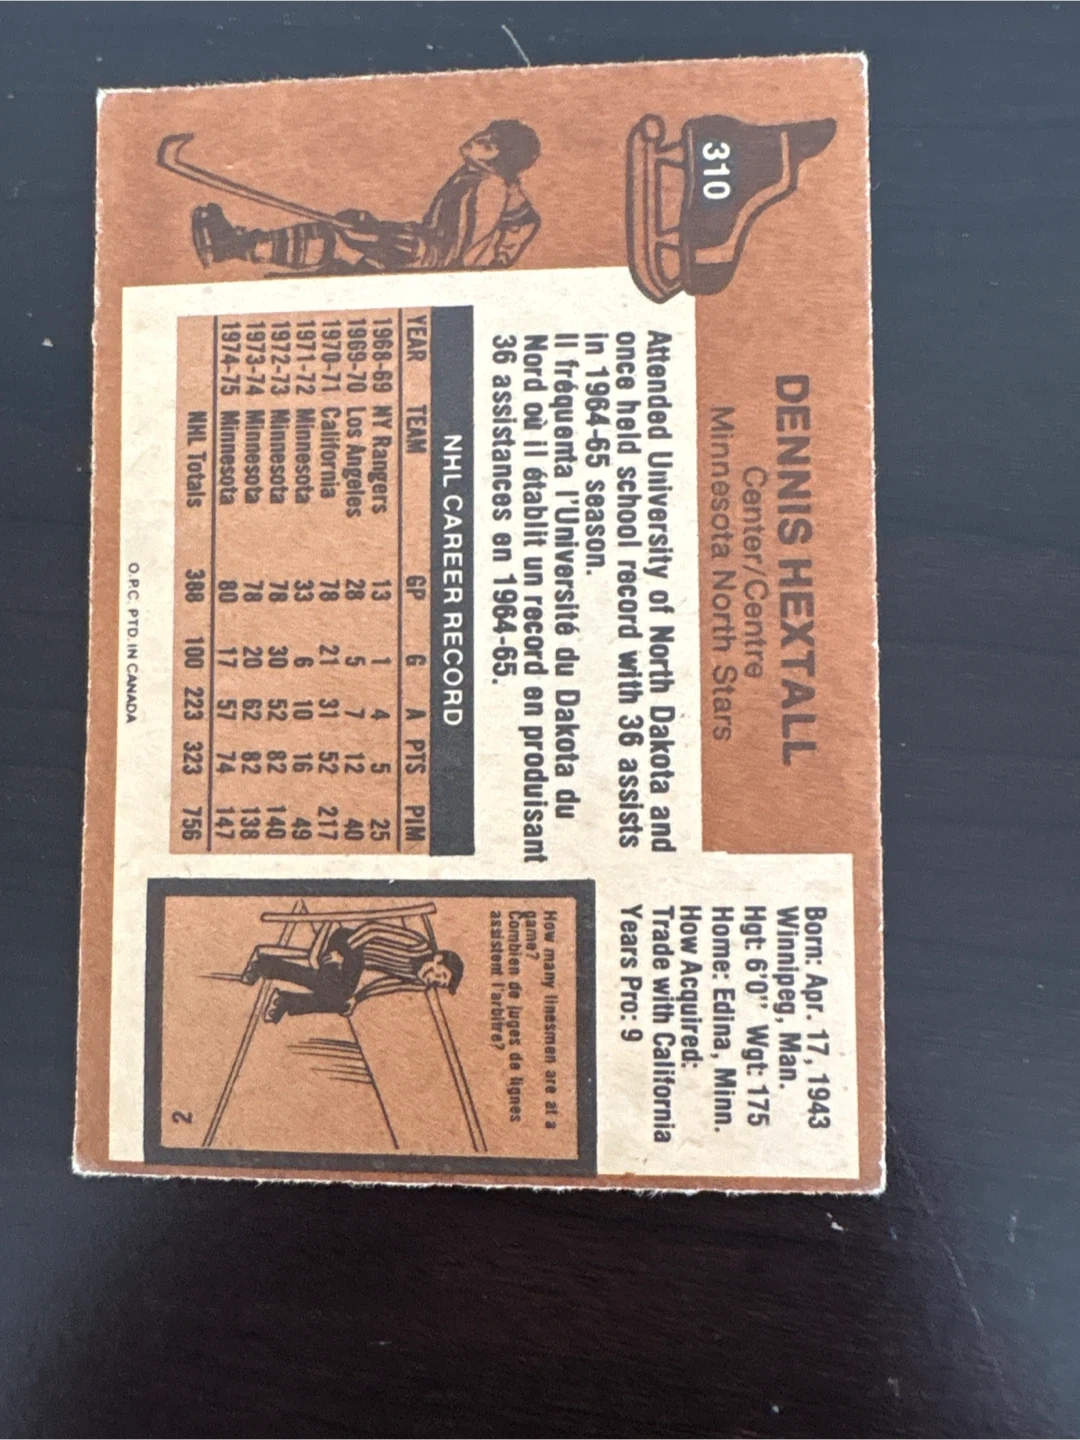 310
DENNIS HEXTALL
Center/Centre
Minnesota North Stars
Born: Apr. 17, 1943
Winnipeg, Man.
Hgt: 6'0" Wgt: 175
Home: Edina, Minn.
How Acquired:
Trade with California
Years Pro: 9
Attended University of North Dakota and
once held school record with 36 assists
in 1964-65 season.
Il fréquenta l'Université du Dakota du
Nord où il établit un record en produisant
36 assistances en 1964-65.
NHL CAREER RECORD
YEAR TEAM GP G A PTS PIM
1968-69 NY Rangers 13 1 4 5 25
1969-70 Los Angeles 28 5 7 12 40
1970-71 California 78 21 31 52 217
1971-72 Minnesota 33 6 10 16 49
1972-73 Minnesota 78 30 52 82 140
1973-74 Minnesota 78 20 62 82 138
1974-75 Minnesota 80 17 57 74 147
NHL Totals 388 100 223 323 756
How many linesmen are at a
game?
Combien de juges de lignes
assistent l'arbitre?
2
O.P.C. PTD. IN CANADA